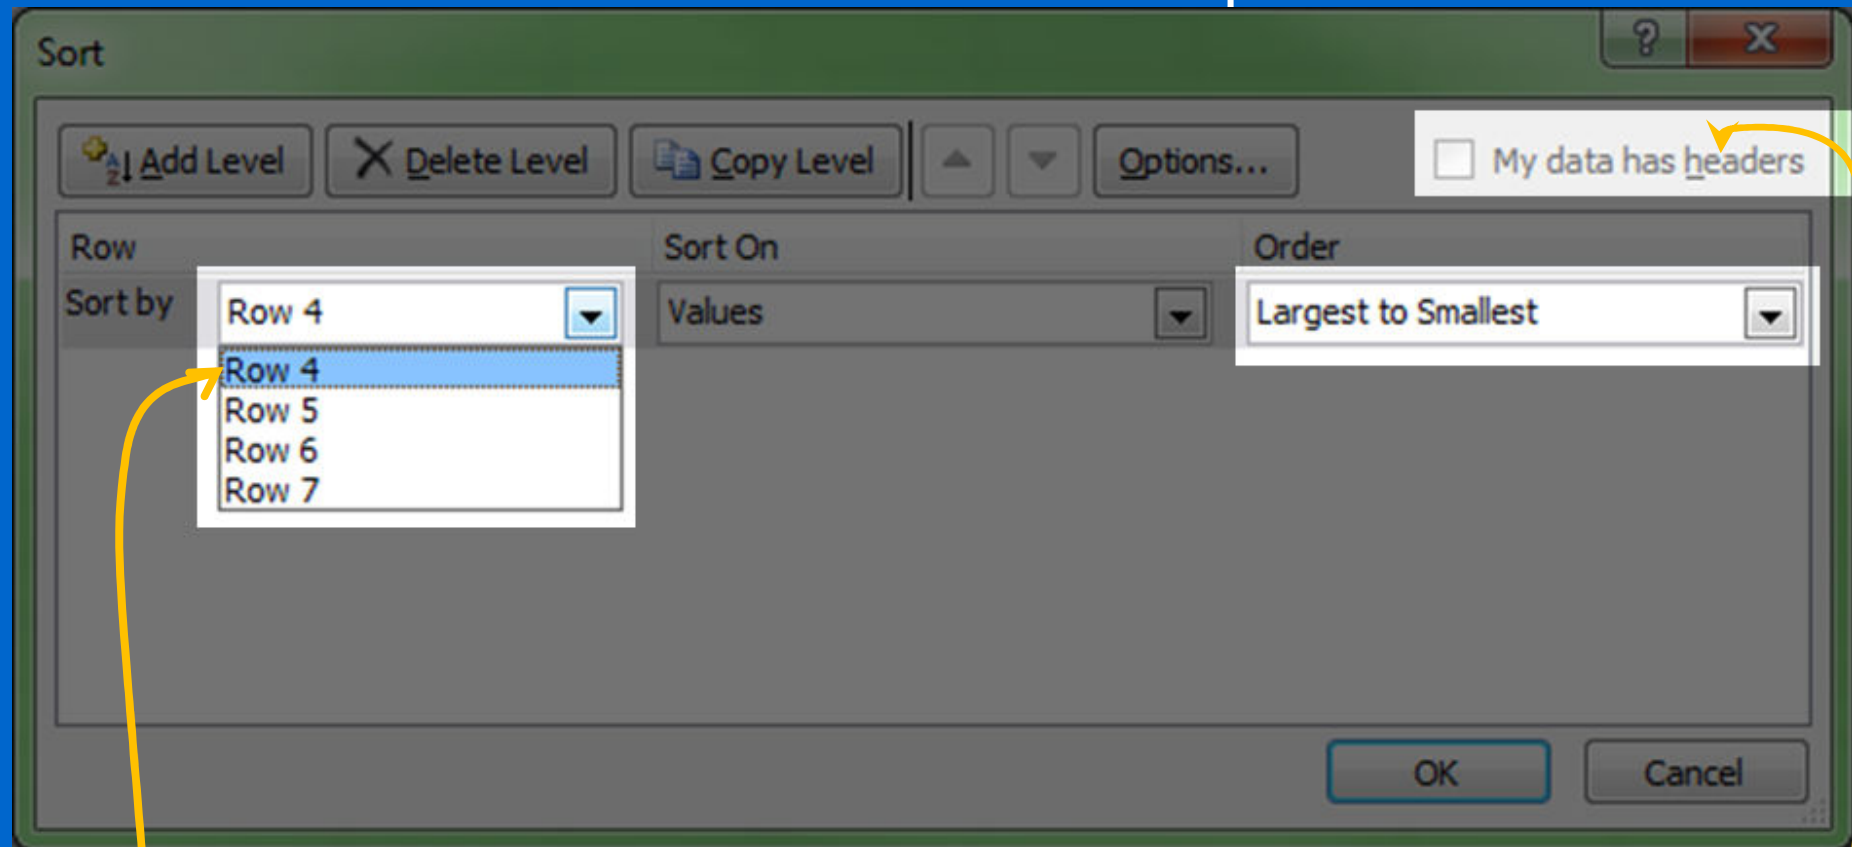 Sort
Add Level Delete Level Copy Level Options... My data has headers
Row Sort On Order
Sort by Row 4 Values Largest to Smallest
Row 4
Row 5
Row 6
Row 7
OK Cancel